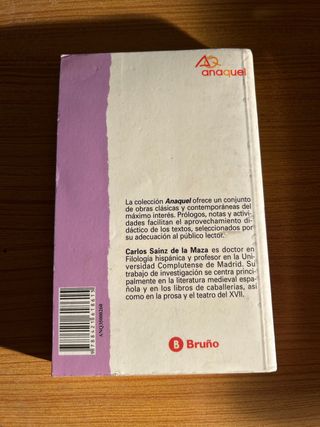 AQ
anaquel
La colección Anaquel ofrece un conjunto
de obras clásicas y contemporáneas del
máximo interés. Prólogos, notas y activi-
dades facilitan el aprovechamiento di-
dáctico de los textos, seleccionados por
su adecuación al público lector.
Carlos Sainz de la Maza es doctor en
Filología hispánica y profesor en la Uni-
versidad Complutense de Madrid. Su
trabajo de investigación se centra princi-
palmente en la literatura medieval espa-
ñola y en los libros de caballerías, así
como en la prosa y el teatro del XVII.
B Bruño
ANQ35000260